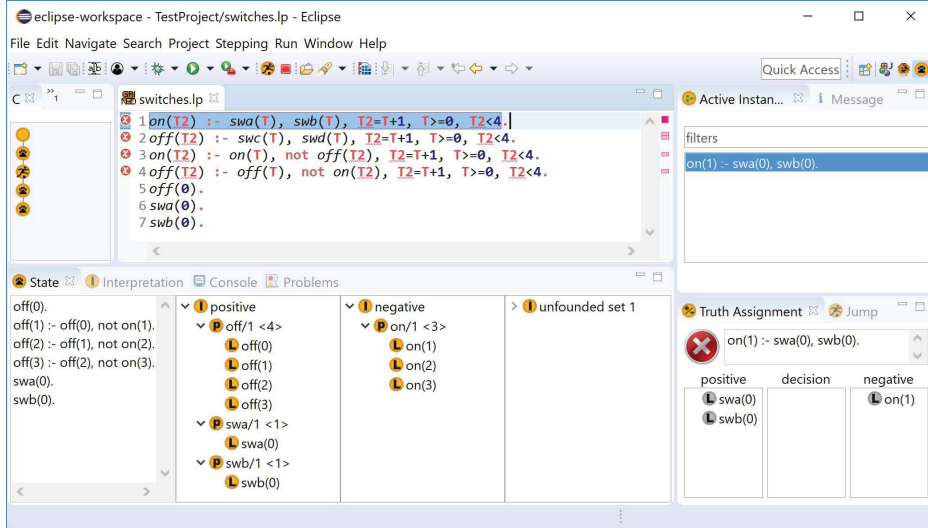 eclipse-workspace - TestProject/switches.lp - Eclipse
File Edit Navigate Search Project Stepping Run Window Help
Quick Access
C
»1
switches.lp
1 on(T2) :- swa(T), swb(T), T2=T+1, T>=0, T2<4.
2 off(T2) :- swc(T), swd(T), T2=T+1, T>=0, T2<4.
3 on(T2) :- on(T), not off(T2), T2=T+1, T>=0, T2<4.
4 off(T2) :- off(T), not on(T2), T2=T+1, T>=0, T2<4.
5 off(0).
6 swa(0).
7 swb(0).
Active Instan...
Message
filters
on(1) :- swa(0), swb(0).
State
Interpretation
Console
Problems
off(0).
off(1) :- off(0), not on(1).
off(2) :- off(1), not on(2).
off(3) :- off(2), not on(3).
swa(0).
swb(0).
I positive
P off/1 <4>
L off(0)
L off(1)
L off(2)
L off(3)
P swa/1 <1>
L swa(0)
P swb/1 <1>
L swb(0)
I negative
P on/1 <3>
L on(1)
L on(2)
L on(3)
I unfounded set 1
Truth Assignment
Jump
on(1) :- swa(0), swb(0).
positive
L swa(0)
L swb(0)
decision
negative
L on(1)